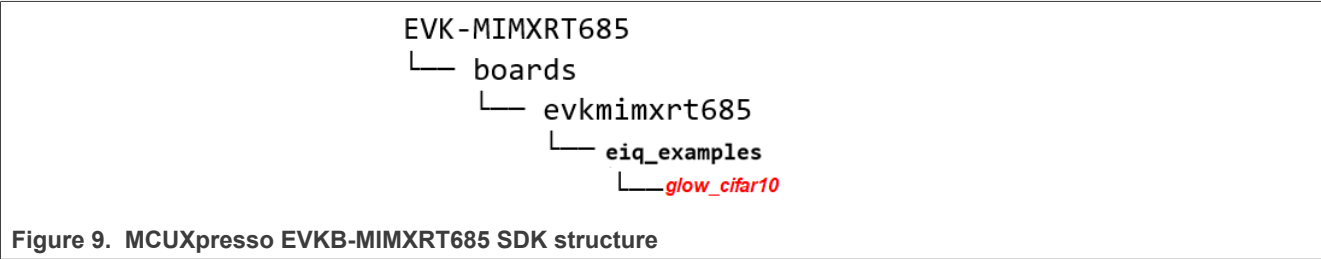 EVK-MIMXRT685
└── boards
└── evkmimxrt685
└── eiq_examples
└──glow_cifar10
Figure 9. MCUXpresso EVKB-MIMXRT685 SDK structure